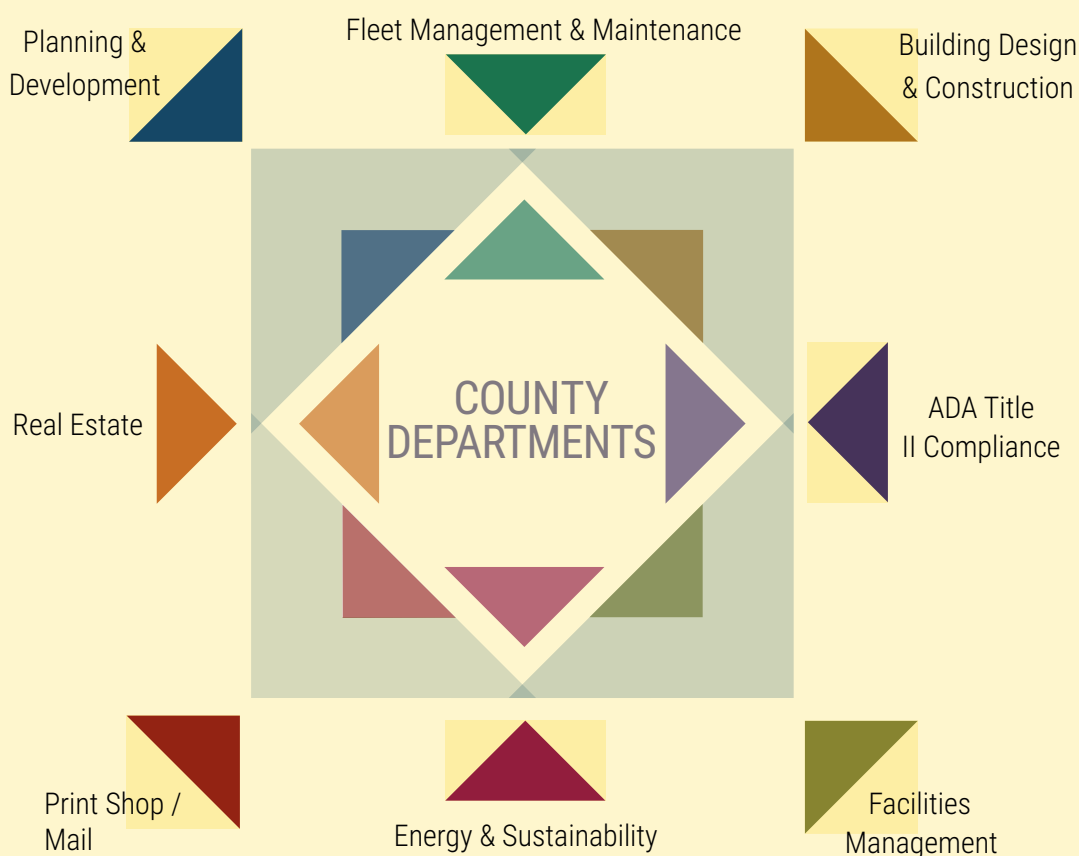 Planning &
Development
Fleet Management & Maintenance
Building Design
& Construction
Real Estate
COUNTY
DEPARTMENTS
ADA Title
II Compliance
Print Shop /
Mail
Energy & Sustainability
Facilities
Management